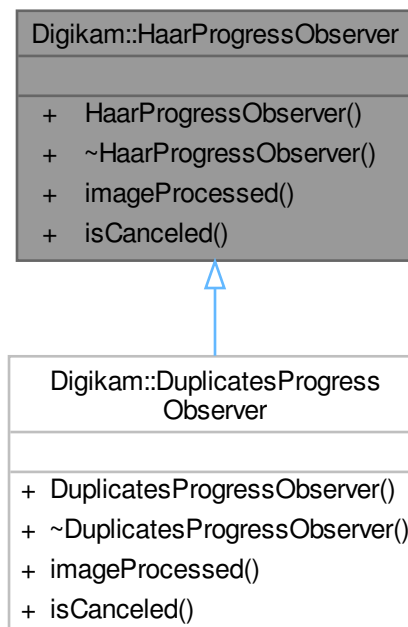 Digikam::HaarProgressObserver
+ HaarProgressObserver()
+ ~HaarProgressObserver()
+ imageProcessed()
+ isCanceled()
Digikam::DuplicatesProgress
Observer
+ DuplicatesProgressObserver()
+ ~DuplicatesProgressObserver()
+ imageProcessed()
+ isCanceled()